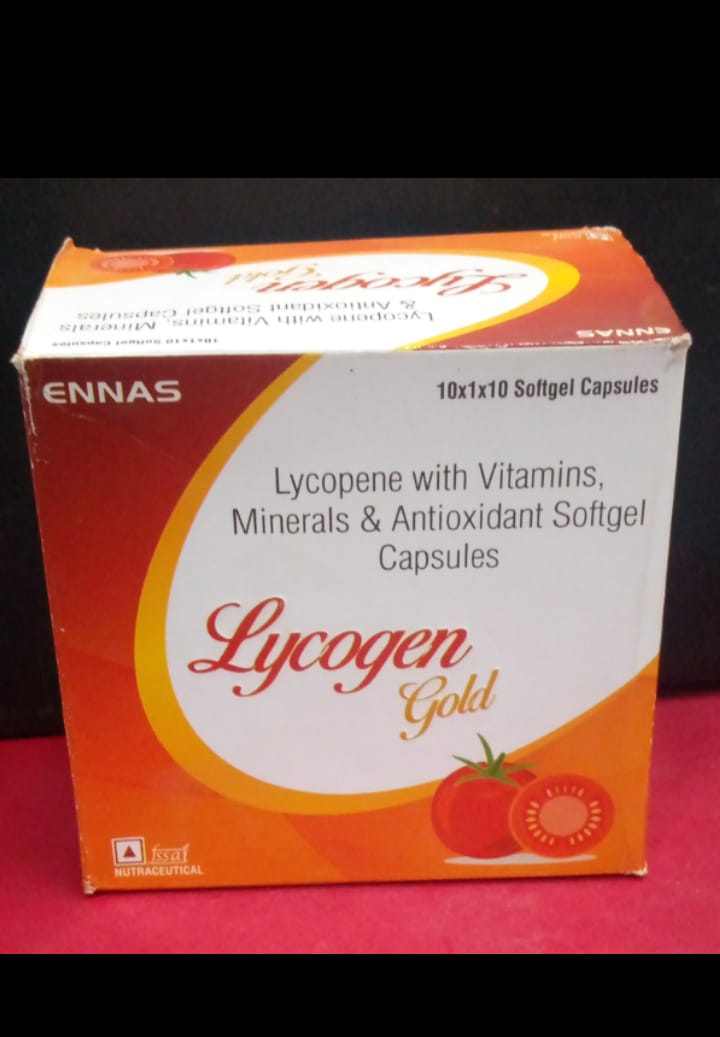 Lycogen
Gold
Lycopene with Vitamins, Minerals
& Antioxidant Softgel Capsules
10x1x10 Softgel Capsules
ENNAS
ENNAS
10x1x10 Softgel Capsules
Lycopene with Vitamins,
Minerals & Antioxidant Softgel
Capsules
Lycogen
Gold
fssai
NUTRACEUTICAL